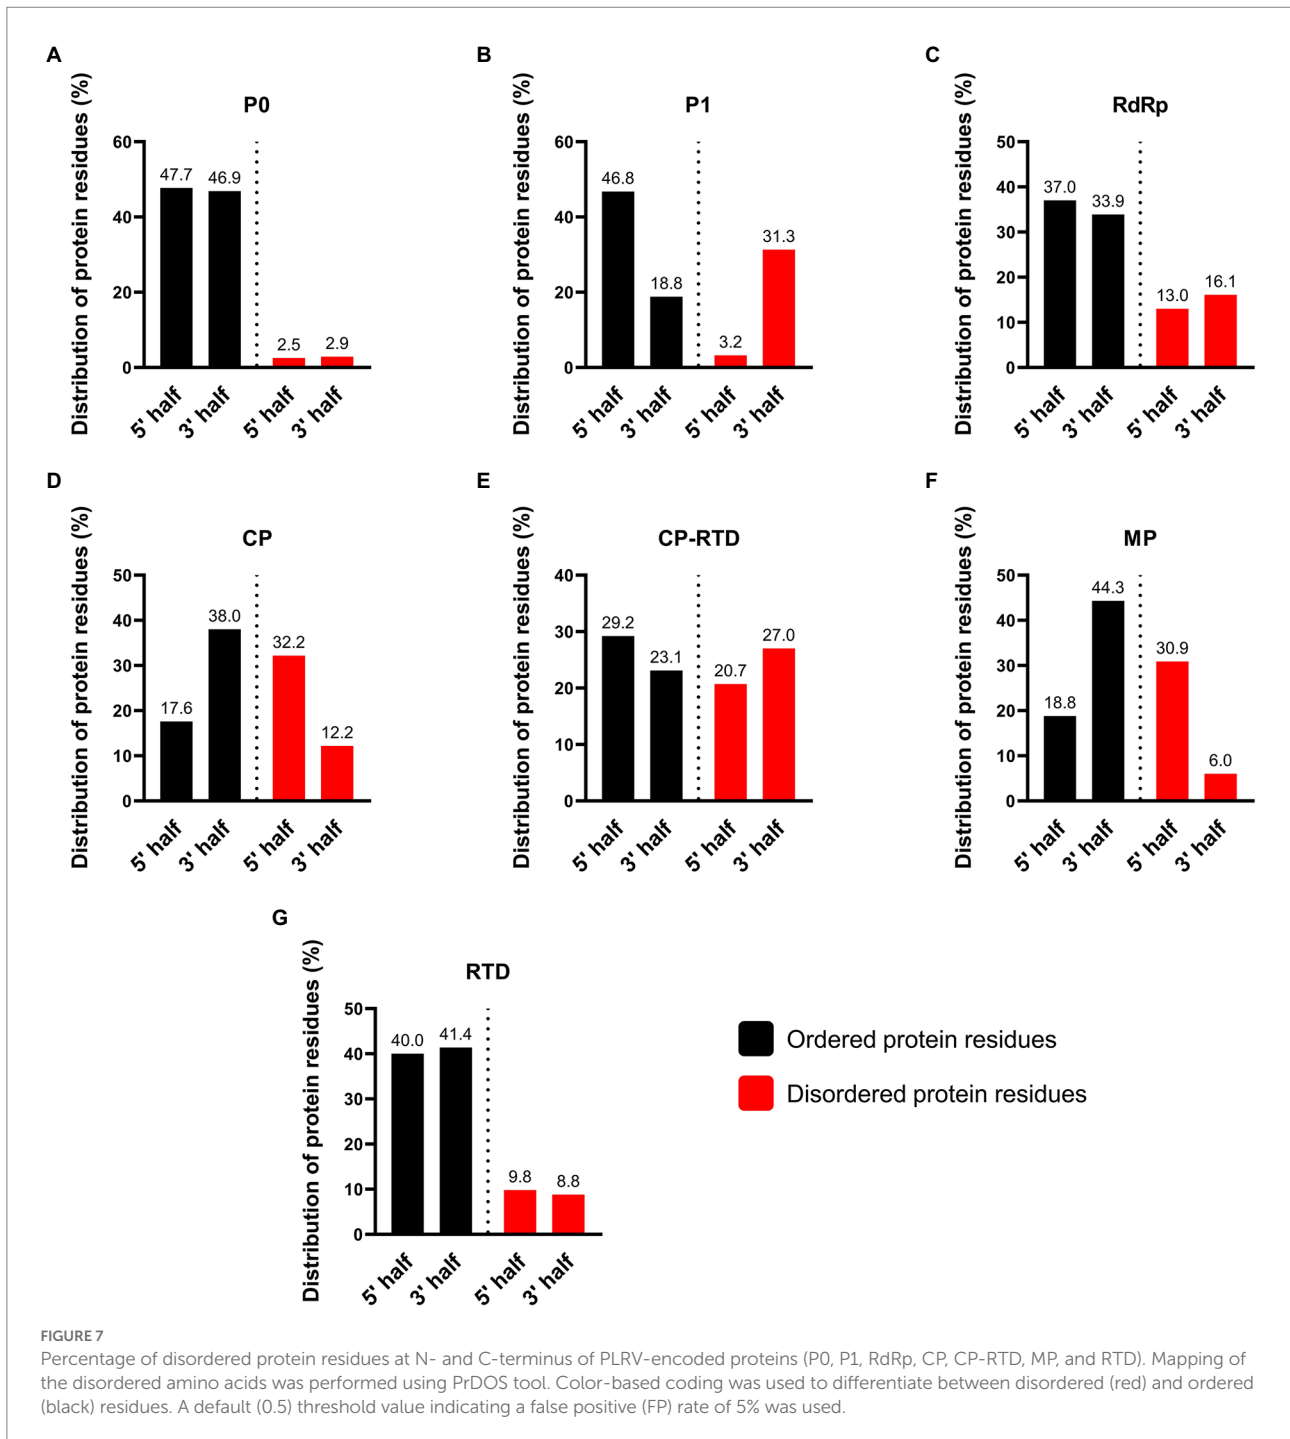 A
P0
Distribution of protein residues (%)
60
40
20
0
47.7
46.9
2.5
2.9
5' half
3' half
5' half
3' half
B
P1
Distribution of protein residues (%)
60
40
20
0
46.8
18.8
3.2
31.3
5' half
3' half
5' half
3' half
C
RdRp
Distribution of protein residues (%)
50
40
30
20
10
0
37.0
33.9
13.0
16.1
5' half
3' half
5' half
3' half
D
CP
Distribution of protein residues (%)
50
40
30
20
10
0
17.6
38.0
32.2
12.2
5' half
3' half
5' half
3' half
E
CP-RTD
Distribution of protein residues (%)
40
30
20
10
0
29.2
23.1
20.7
27.0
5' half
3' half
5' half
3' half
F
MP
Distribution of protein residues (%)
50
40
30
20
10
0
18.8
44.3
30.9
6.0
5' half
3' half
5' half
3' half
G
RTD
Distribution of protein residues (%)
50
40
30
20
10
0
40.0
41.4
9.8
8.8
5' half
3' half
5' half
3' half
Ordered protein residues
Disordered protein residues
FIGURE 7
Percentage of disordered protein residues at N- and C-terminus of PLRV-encoded proteins (P0, P1, RdRp, CP, CP-RTD, MP, and RTD). Mapping of
the disordered amino acids was performed using PrDOS tool. Color-based coding was used to differentiate between disordered (red) and ordered
(black) residues. A default (0.5) threshold value indicating a false positive (FP) rate of 5% was used.